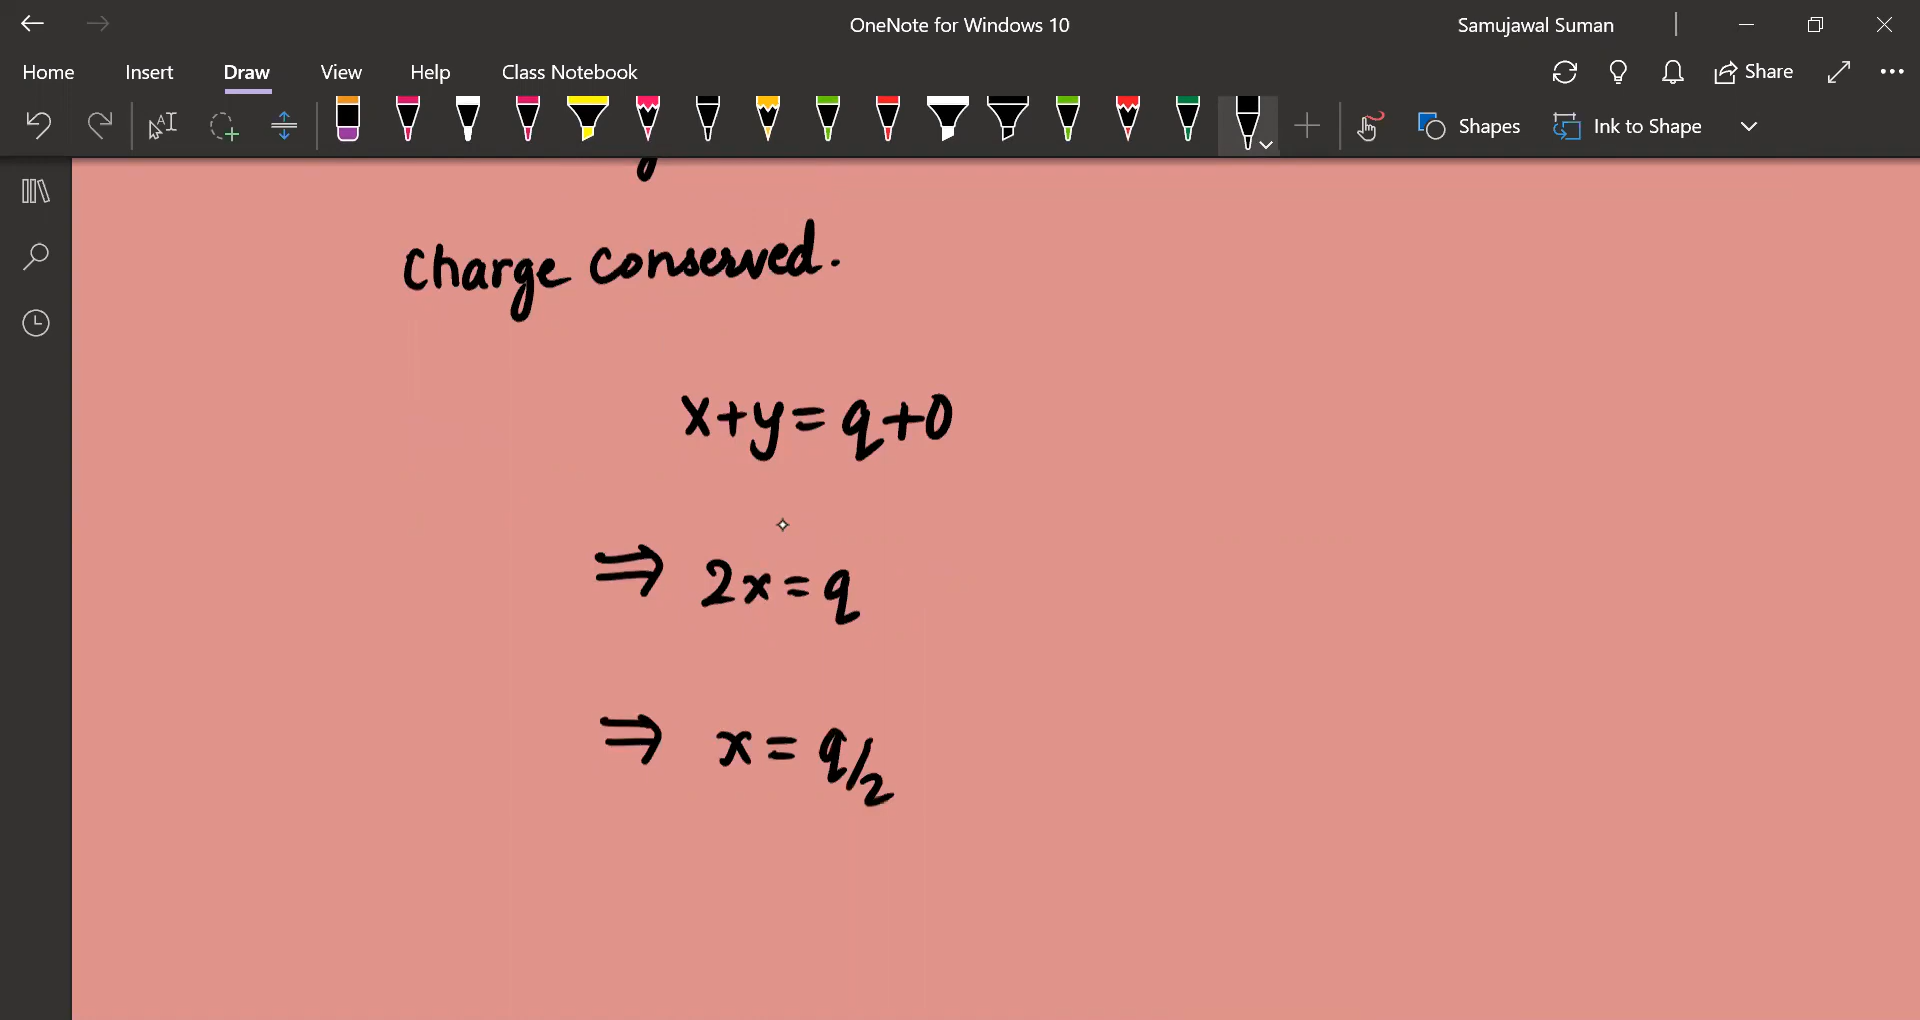 OneNote for Windows 10
Samujawal Suman
Home Insert Draw View Help Class Notebook Share
Shapes Ink to Shape
Charge conserved.
x+y=q+0
⇒ 2x=q
⇒ x=q/2